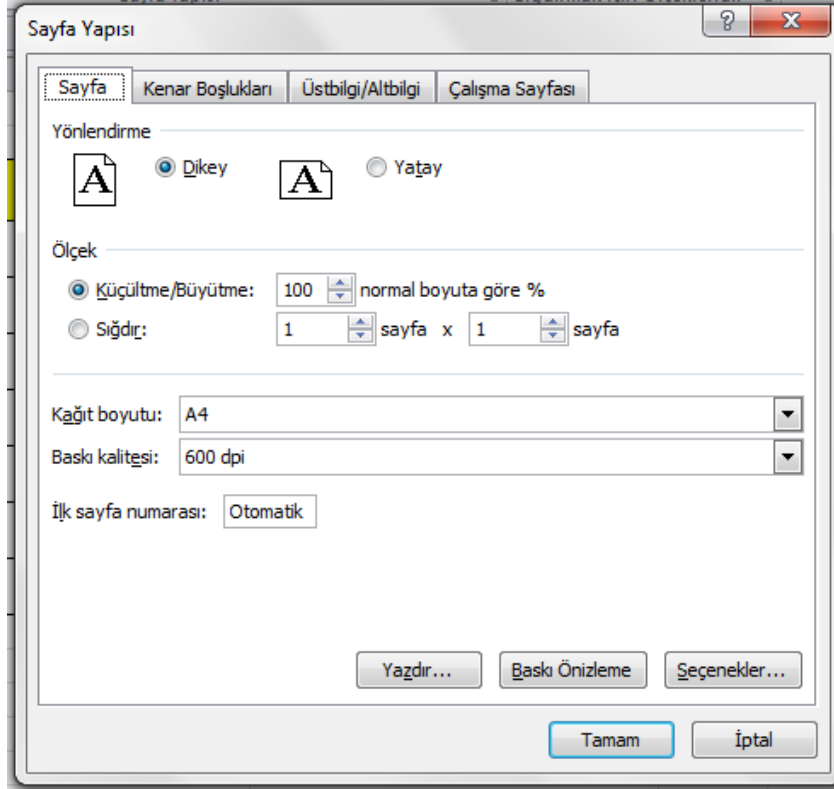 Sayfa Yapısı
Sayfa Kenar Boşlukları Üstbilgi/Altbilgi Çalışma Sayfası
Yönlendirme
A Dikey A Yatay
Ölçek
Küçültme/Büyütme: 100 normal boyuta göre %
Sığdır: 1 sayfa x 1 sayfa
Kağıt boyutu: A4
Baskı kalitesi: 600 dpi
İlk sayfa numarası: Otomatik
Yazdır... Baskı Önizleme Seçenekler...
Tamam İptal